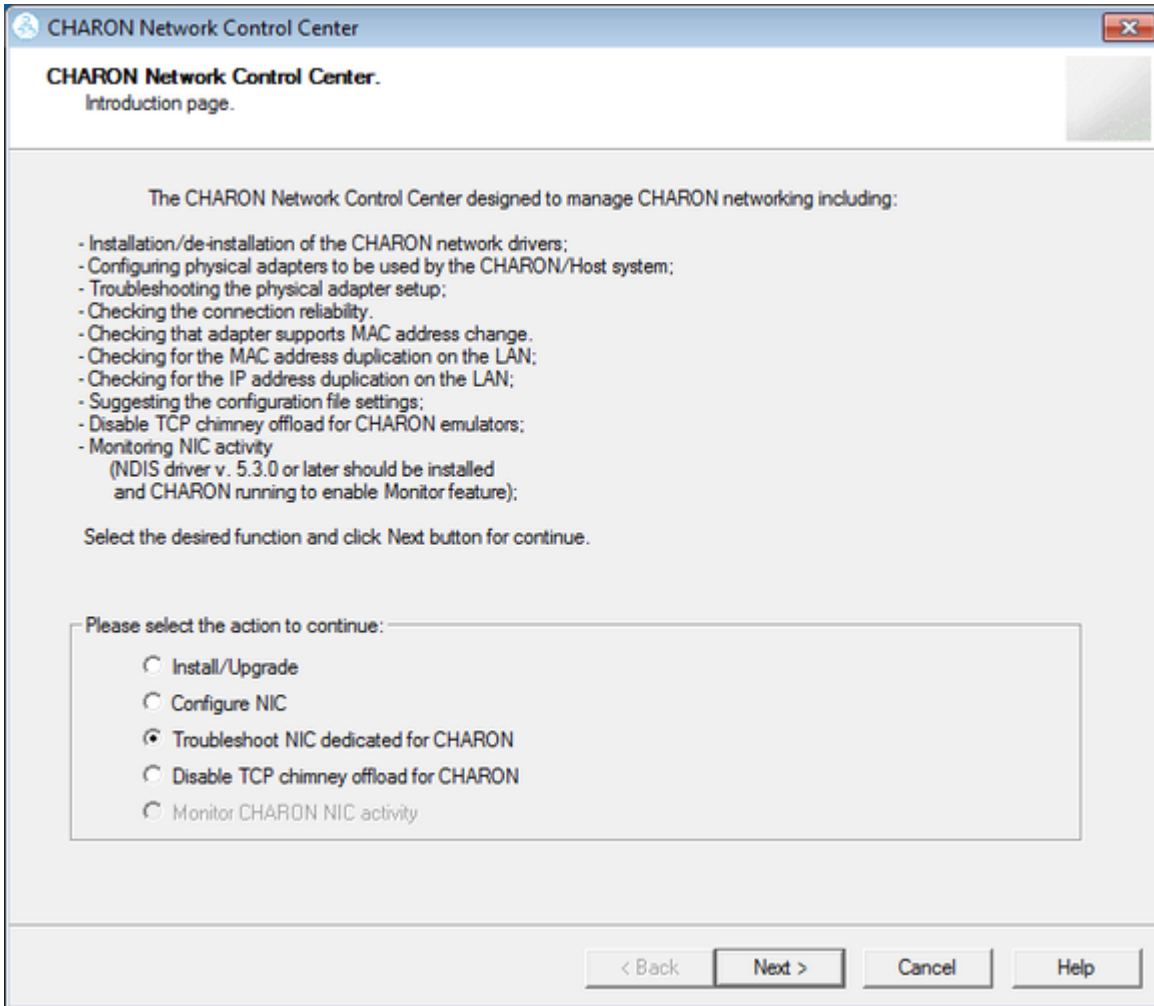 CHARON Network Control Center
CHARON Network Control Center.
Introduction page.
The CHARON Network Control Center designed to manage CHARON networking including:
- Installation/de-installation of the CHARON network drivers;
- Configuring physical adapters to be used by the CHARON/Host system;
- Troubleshooting the physical adapter setup;
- Checking the connection reliability.
- Checking that adapter supports MAC address change.
- Checking for the MAC address duplication on the LAN;
- Checking for the IP address duplication on the LAN;
- Suggesting the configuration file settings;
- Disable TCP chimney offload for CHARON emulators;
- Monitoring NIC activity
(NDIS driver v. 5.3.0 or later should be installed
and CHARON running to enable Monitor feature);
Select the desired function and click Next button for continue.
Please select the action to continue:
Install/Upgrade
Configure NIC
Troubleshoot NIC dedicated for CHARON
Disable TCP chimney offload for CHARON
Monitor CHARON NIC activity
< Back Next > Cancel Help